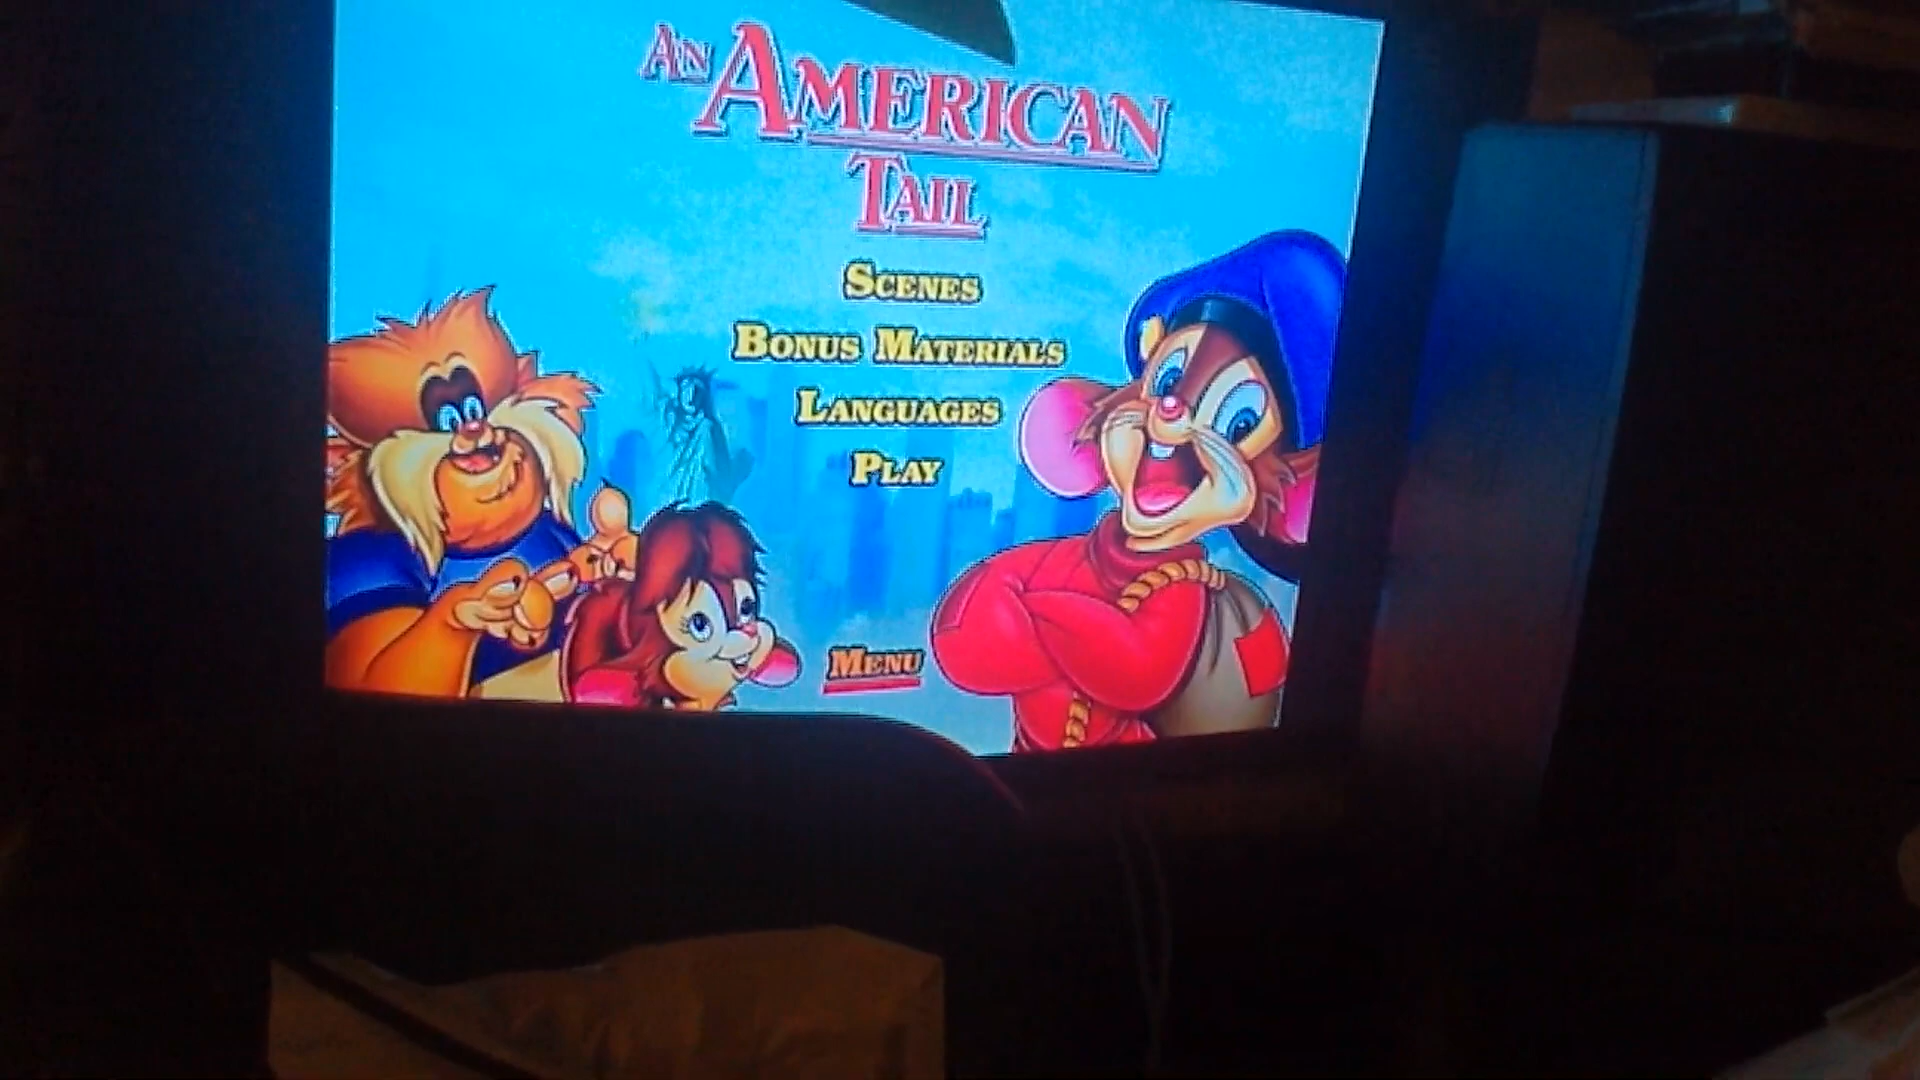 AN AMERICAN
TAIL
SCENES
BONUS MATERIALS
LANGUAGES
PLAY
MENU